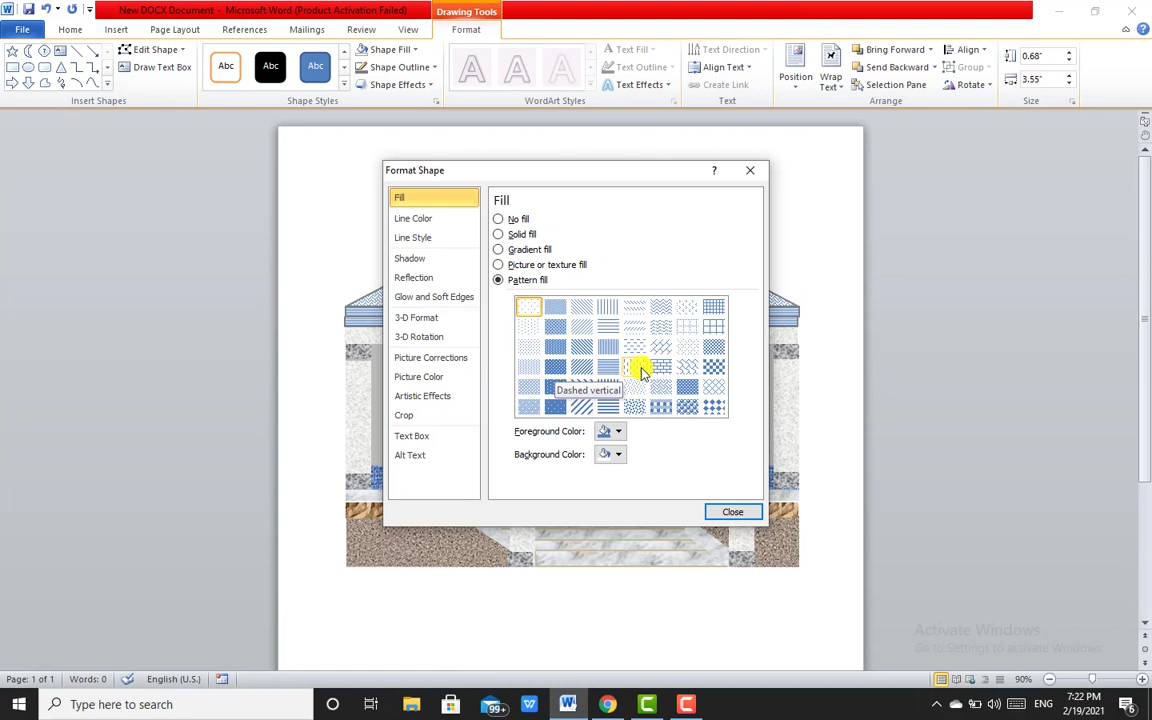 New DOCX Document - Microsoft Word (Product Activation Failed)
Drawing Tools
File
Home
Insert
Page Layout
References
Mailings
Review
View
Format
Edit Shape
Draw Text Box
Insert Shapes
Abc
Abc
Abc
Shape Fill
Shape Outline
Shape Effects
Shape Styles
A A A
Text Fill
Text Outline
Text Effects
WordArt Styles
Text Direction
Align Text
Create Link
Text
Position
Wrap
Text
Bring Forward
Send Backward
Selection Pane
Align
Group
Rotate
Arrange
0.68"
3.55"
Size
Format Shape
Fill
Line Color
Line Style
Shadow
Reflection
Glow and Soft Edges
3-D Format
3-D Rotation
Picture Corrections
Picture Color
Artistic Effects
Crop
Text Box
Alt Text
Fill
No fill
Solid fill
Gradient fill
Picture or texture fill
Pattern fill
Dashed vertical
Foreground Color:
Background Color:
Close
Activate Windows
Go to Settings to activate Windows.
Page: 1 of 1
Words: 0
English (U.S.)
90%
Type here to search
99+
ENG
7:22 PM
2/19/2021
6